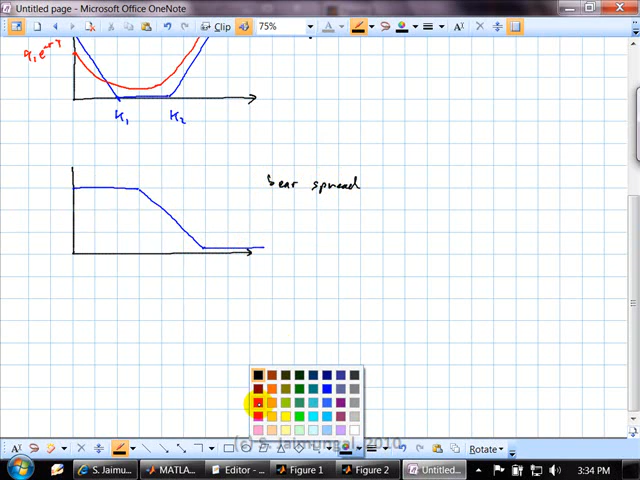 Untitled page - Microsoft Office OneNote
75%
Clip
K₁
K₂
bear spread
(c) S. Jaimungal, 2010
Rotate
S. Jaimu...
MATLA...
Editor - ...
Figure 1
Figure 2
Untitled...
3:34 PM